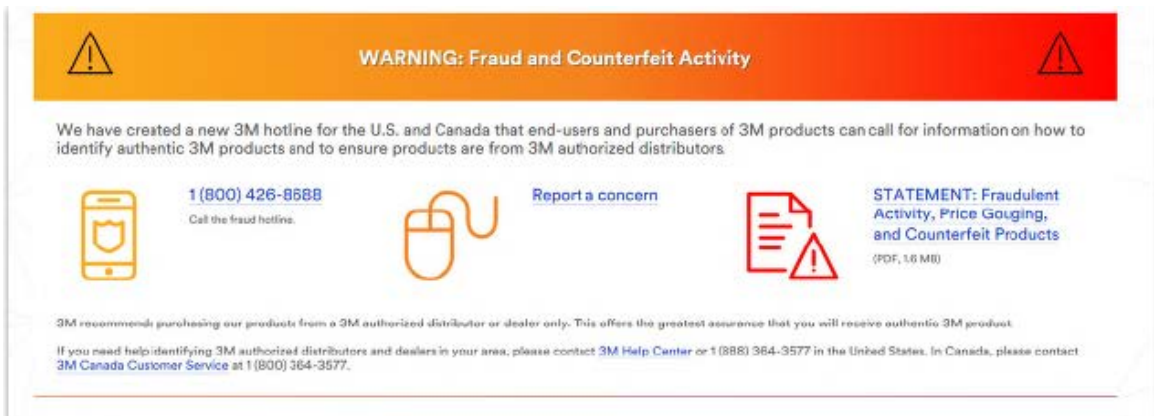 WARNING: Fraud and Counterfeit Activity
We have created a new 3M hotline for the U.S. and Canada that end-users and purchasers of 3M products can call for information on how to
identify authentic 3M products and to ensure products are from 3M authorized distributors.
1 (800) 426-8688
Call the fraud hotline.
Report a concern
STATEMENT: Fraudulent
Activity, Price Gouging,
and Counterfeit Products
(PDF, 1.6 MB)
3M recommends purchasing our products from a 3M authorized distributor or dealer only. This offers the greatest assurance that you will receive authentic 3M product.
If you need help identifying 3M authorized distributors and dealers in your area, please contact 3M Help Center or 1 (888) 364-3577 in the United States. In Canada, please contact
3M Canada Customer Service at 1 (800) 364-3577.